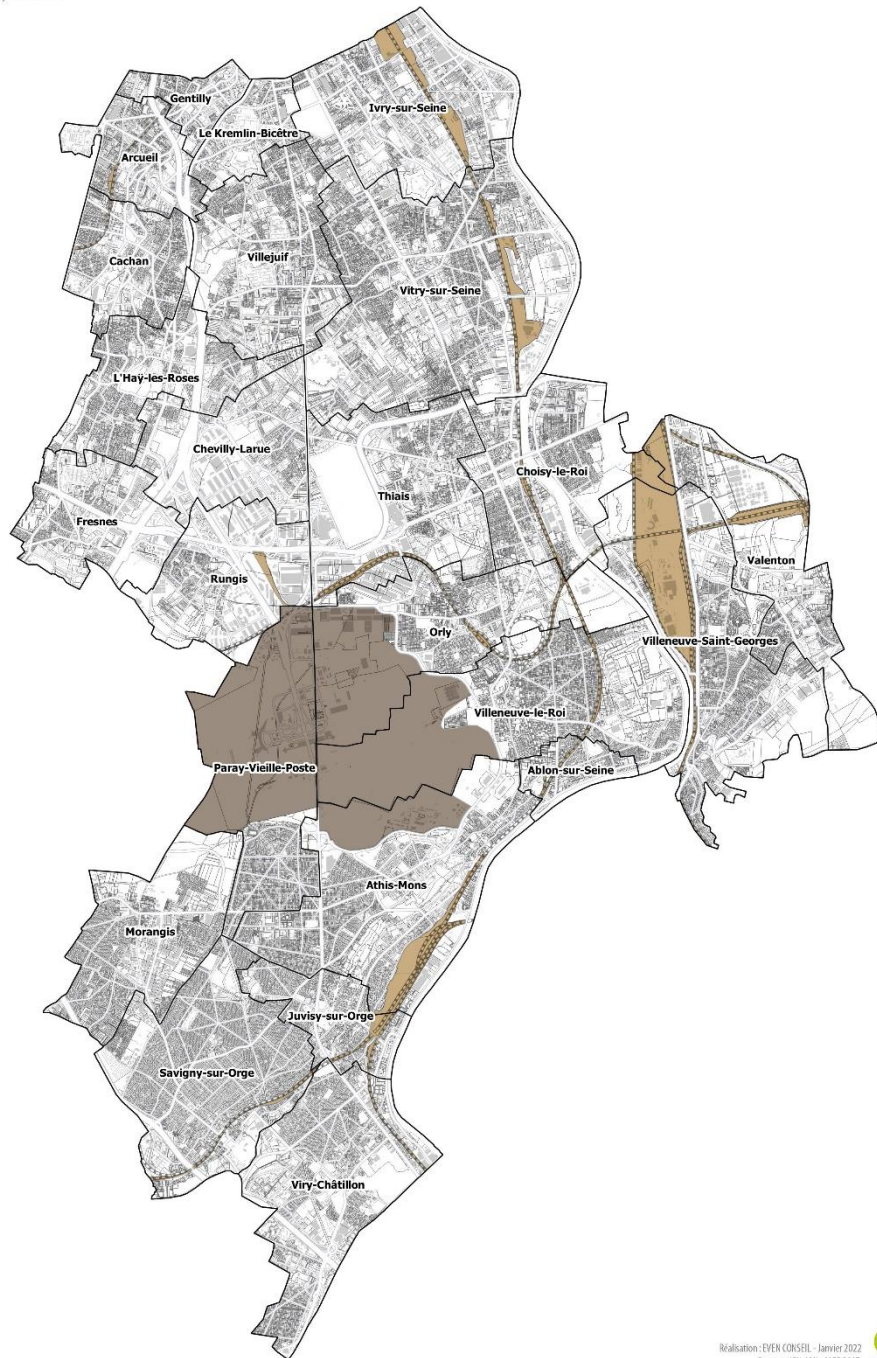 Gentilly
Ivry-sur-Seine
Le Kremlin-Bicêtre
Arcueil
Cachan
Villejuif
Vitry-sur-Seine
L'Haÿ-les-Roses
Chevilly-Larue
Choisy-le-Roi
Thiais
Fresnes
Valenton
Rungis
Orly
Villeneuve-Saint-Georges
Villeneuve-le-Roi
Paray-Vieille-Poste
Ablon-sur-Seine
Athis-Mons
Morangis
Juvisy-sur-Orge
Savigny-sur-Orge
Viry-Châtillon
Réalisation : EVEN CONSEIL - Janvier 2022